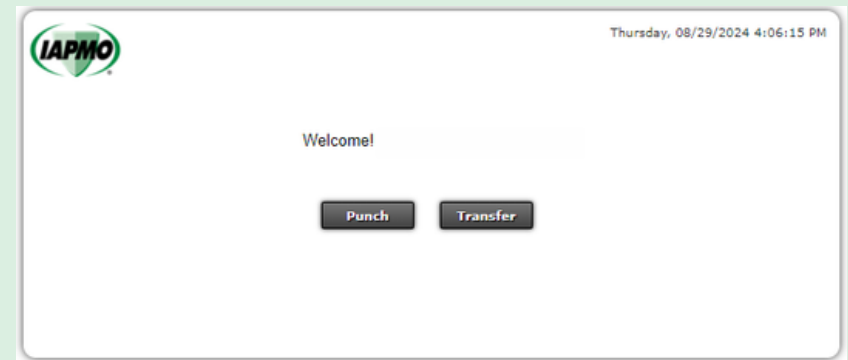 IAPMO
Thursday, 08/29/2024 4:06:15 PM
Welcome!
Punch
Transfer